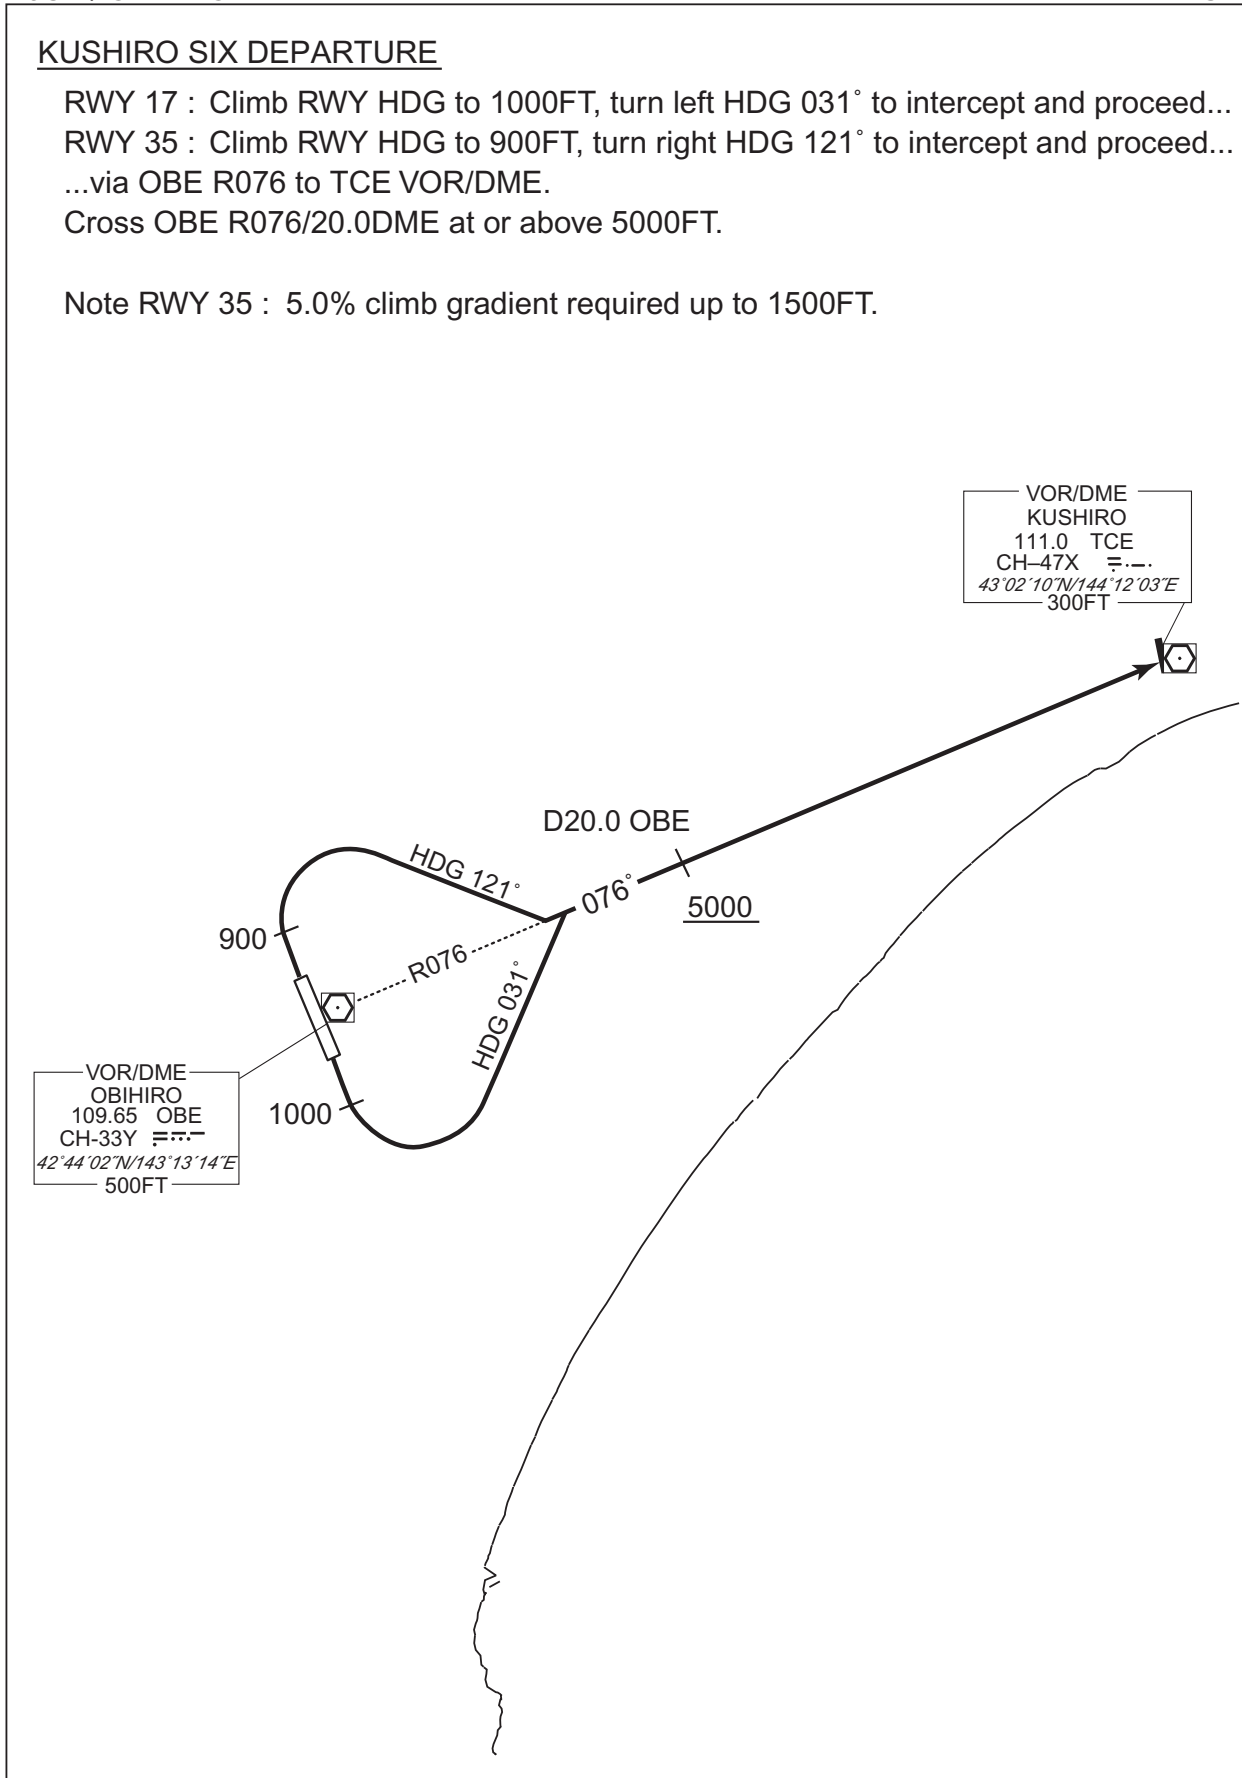 KUSHIRO SIX DEPARTURE
RWY 17 : Climb RWY HDG to 1000FT, turn left HDG 031° to intercept and proceed...
RWY 35 : Climb RWY HDG to 900FT, turn right HDG 121° to intercept and proceed...
...via OBE R076 to TCE VOR/DME.
Cross OBE R076/20.0DME at or above 5000FT.
Note RWY 35 : 5.0% climb gradient required up to 1500FT.
VOR/DME
KUSHIRO
111.0 TCE
CH–47X
43°02´10˝N/144°12´03˝E
300FT
D20.0 OBE
HDG 121°
076°
5000
900
R076
HDG 031°
VOR/DME
OBIHIRO
109.65 OBE
CH-33Y
42°44´02˝N/143°13´14˝E
500FT
1000